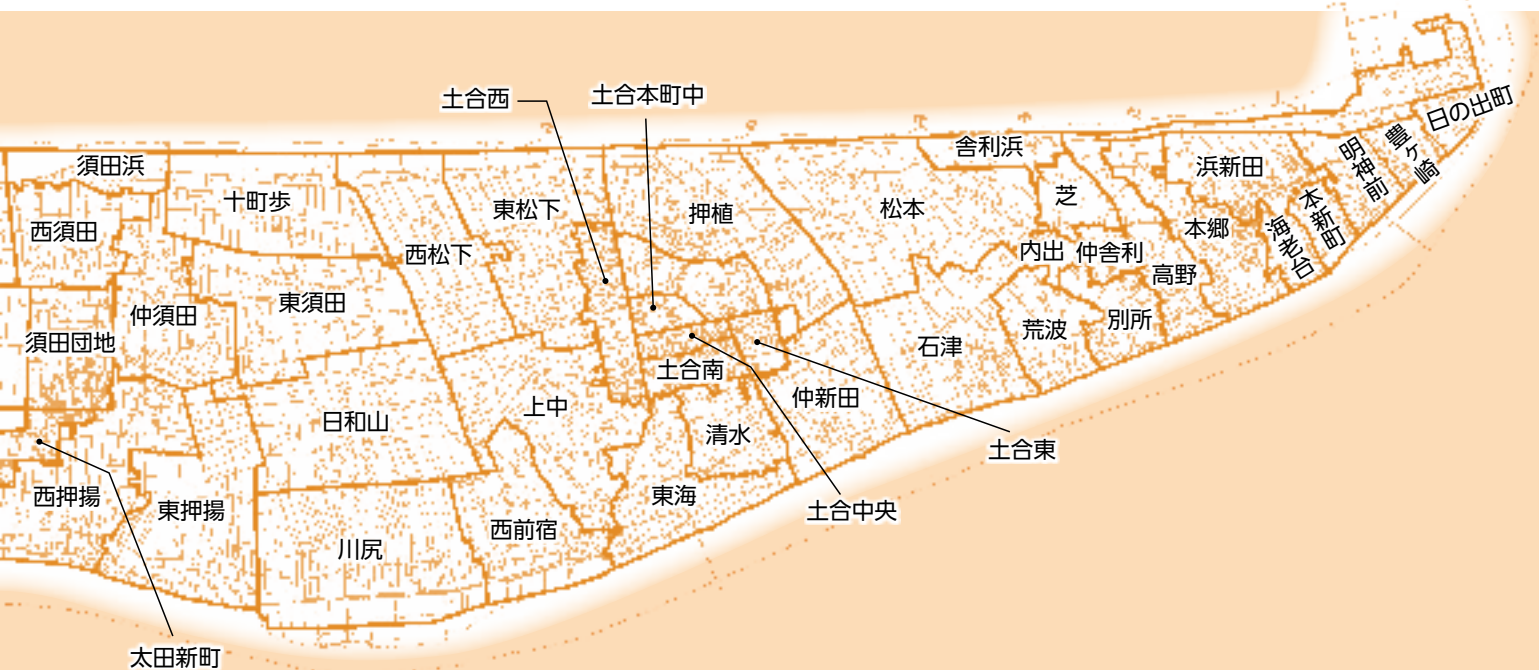 土合西
土合本町中
日の出町
豊ヶ崎
明神前
本新町
海老台
浜新田
舎利浜
須田浜
十町歩
西須田
東松下
押植
松本
芝
本郷
西松下
内出
仲舎利
高野
仲須田
東須田
須田団地
荒波
別所
石津
土合南
仲新田
日和山
上中
清水
土合東
西押揚
東押揚
東海
土合中央
西前宿
川尻
太田新町